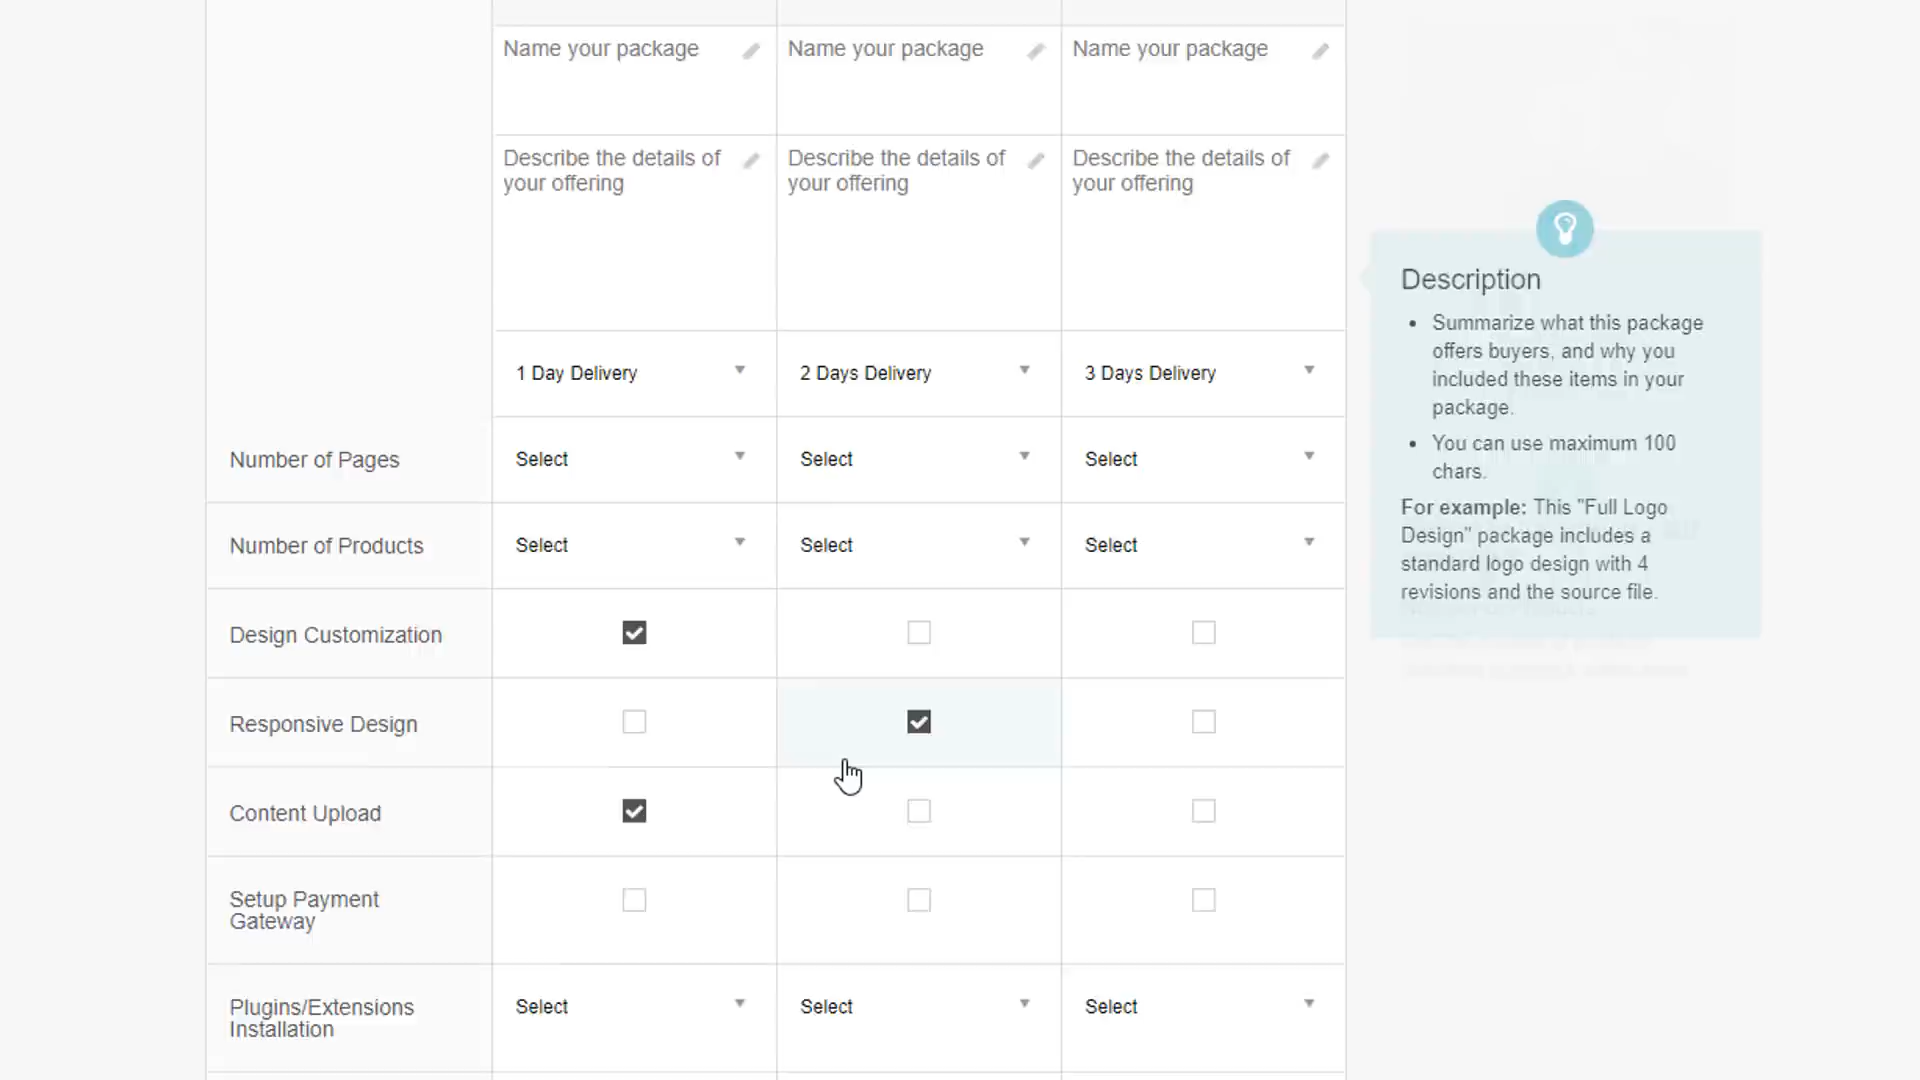 Name your package
Name your package
Name your package
Describe the details of
your offering
Describe the details of
your offering
Describe the details of
your offering
1 Day Delivery
2 Days Delivery
3 Days Delivery
Number of Pages
Select
Select
Select
Number of Products
Select
Select
Select
Design Customization
Responsive Design
Content Upload
Setup Payment
Gateway
Plugins/Extensions
Installation
Select
Select
Select
Description
• Summarize what this package
offers buyers, and why you
included these items in your
package.
• You can use maximum 100
chars.
For example: This "Full Logo
Design" package includes a
standard logo design with 4
revisions and the source file.